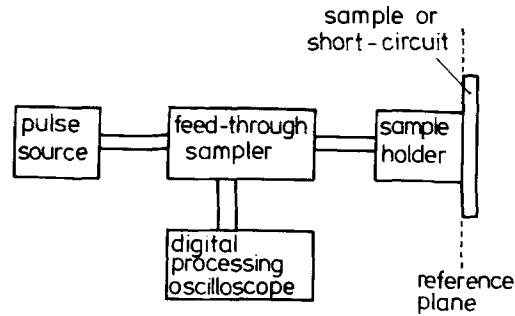 sample or
short-circuit
pulse
source
feed-through
sampler
sample
holder
digital
processing
oscilloscope
reference
plane